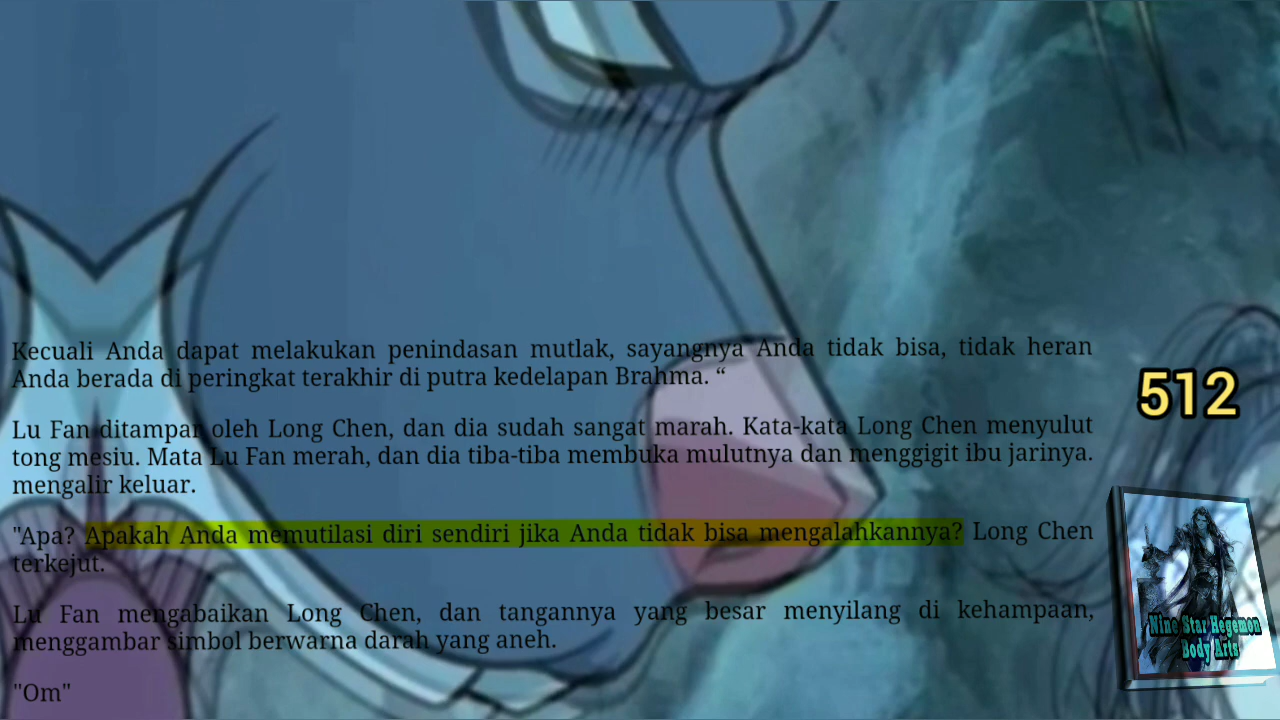 Kecuali Anda dapat melakukan penindasan mutlak, sayangnya Anda tidak bisa, tidak heran
Anda berada di peringkat terakhir di putra kedelapan Brahma. “
Lu Fan ditampar oleh Long Chen, dan dia sudah sangat marah. Kata-kata Long Chen menyulut
tong mesiu. Mata Lu Fan merah, dan dia tiba-tiba membuka mulutnya dan menggigit ibu jarinya.
mengalir keluar.
"Apa? Apakah Anda memutilasi diri sendiri jika Anda tidak bisa mengalahkannya? Long Chen
terkejut.
Lu Fan mengabaikan Long Chen, dan tangannya yang besar menyilang di kehampaan,
menggambar simbol berwarna darah yang aneh.
"Om"
512
Nine Star Hegemon
Body Arts